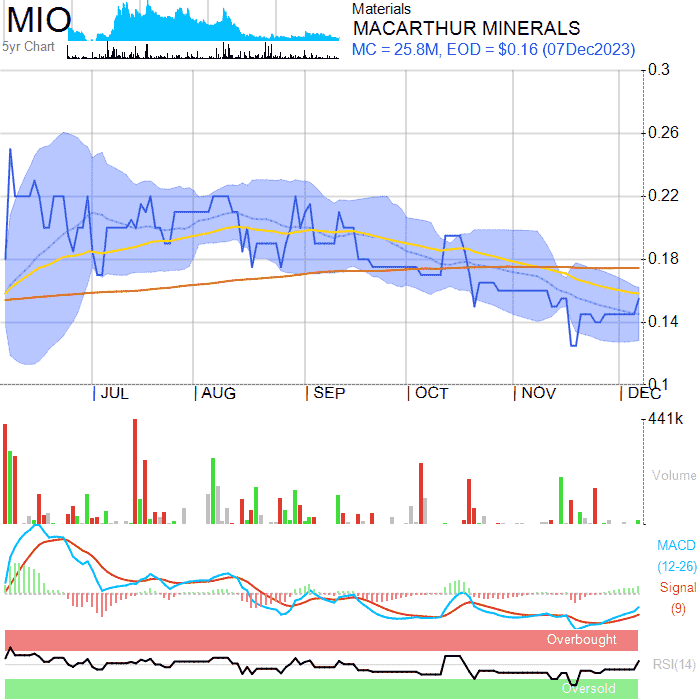 MIO
5yr Chart
Materials
MACARTHUR MINERALS
MC = 25.8M, EOD = $0.16 (07Dec2023)
0.3
0.26
0.22
0.18
0.14
0.1
JUL AUG SEP OCT NOV DEC
441k
Volume
MACD
(12-26)
Signal
(9)
Overbought
RSI(14)
Oversold